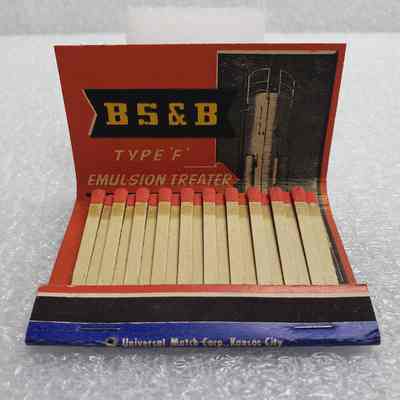 BS&B
TYPE 'F'
EMULSION TREATER
Universal Match Corp., Kansas City